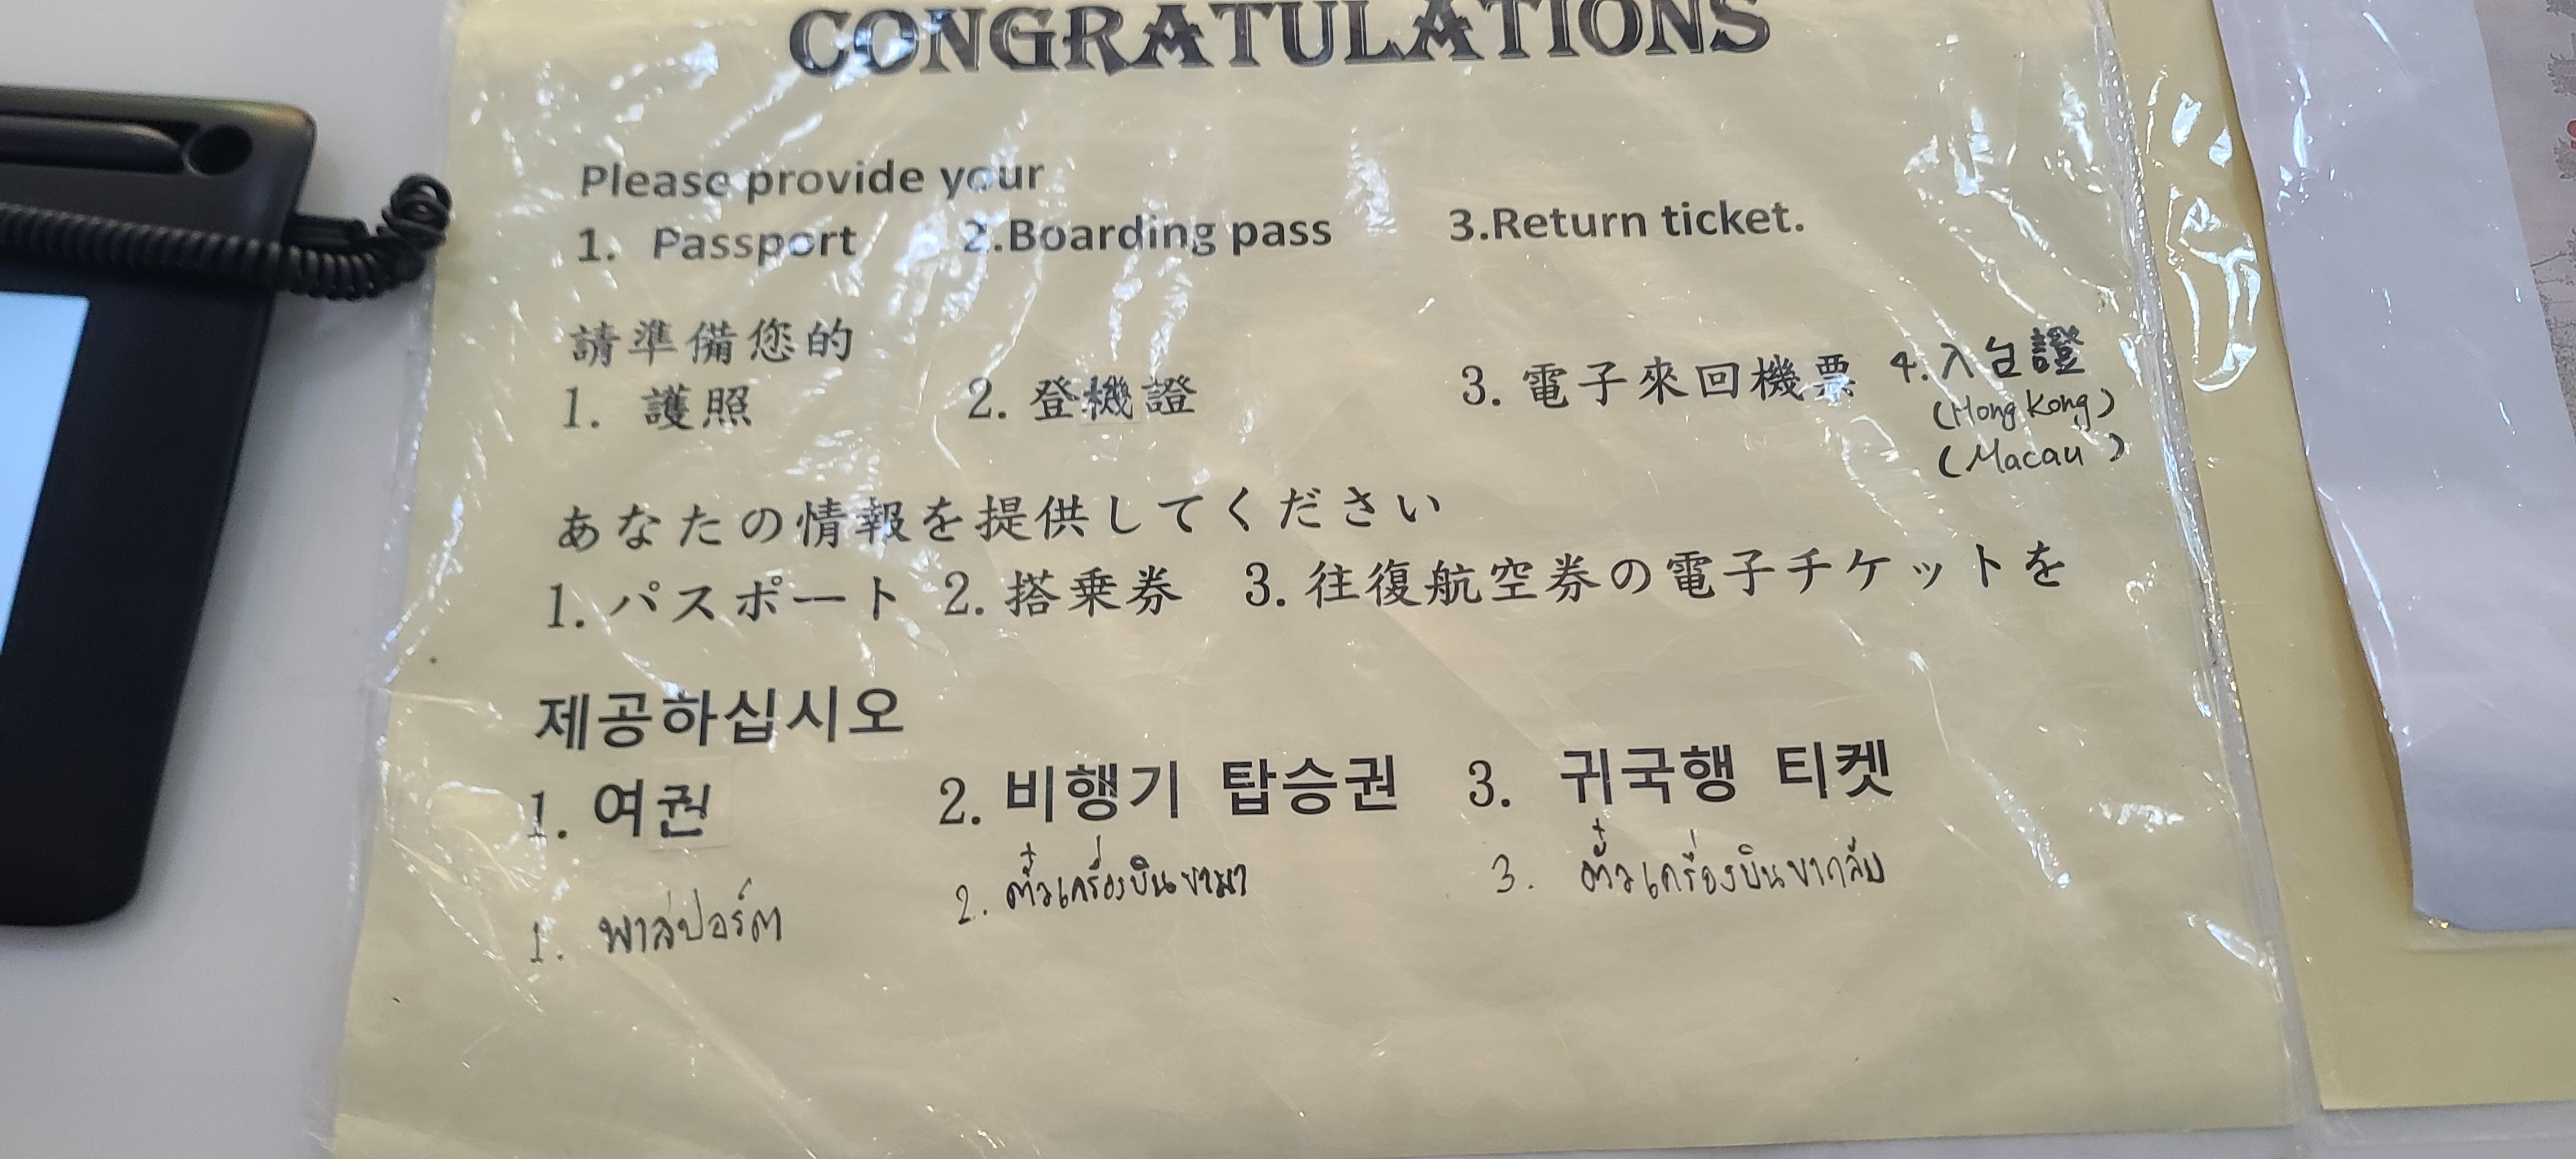 CONGRATULATIONS
Please provide your
1. Passport 2.Boarding pass 3.Return ticket.
請準備您的
1. 護照 2. 登機證 3. 電子來回機票 4. 入台證
(Hong Kong)
(Macau)
あなたの情報を提供してください
1. パスポート 2. 搭乗券 3. 往復航空券の電子チケットを
제공하십시오
1. 여권 2. 비행기 탑승권 3. 귀국행 티켓
1. พาสปอร์ต 2. ตั๋วเครื่องบินขามา 3. ตั๋วเครื่องบินขากลับ